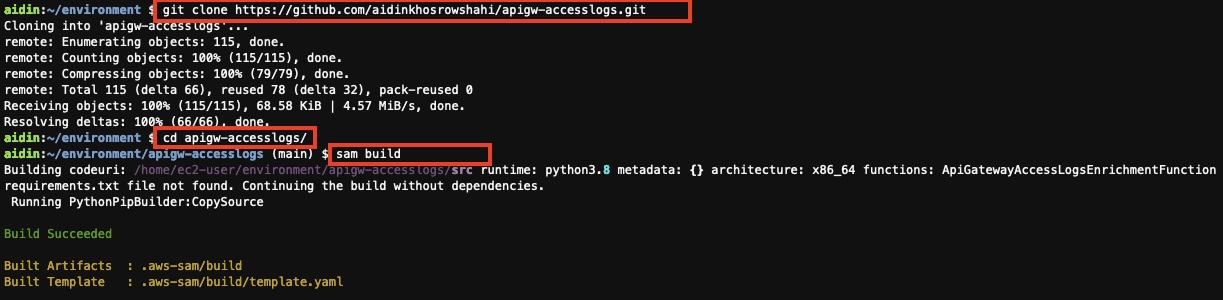 aidin:~/environment $ git clone https://github.com/aidinkhosrowshahi/apigw-accesslogs.git
Cloning into 'apigw-accesslogs'...
remote: Enumerating objects: 115, done.
remote: Counting objects: 100% (115/115), done.
remote: Compressing objects: 100% (79/79), done.
remote: Total 115 (delta 66), reused 78 (delta 32), pack-reused 0
Receiving objects: 100% (115/115), 68.58 KiB | 4.57 MiB/s, done.
Resolving deltas: 100% (66/66), done.
aidin:~/environment $ cd apigw-accesslogs/
aidin:~/environment/apigw-accesslogs (main) $ sam build
Building codeuri: /home/ec2-user/environment/apigw-accesslogs/src runtime: python3.8 metadata: {} architecture: x86_64 functions: ApiGatewayAccessLogsEnrichmentFunction
requirements.txt file not found. Continuing the build without dependencies.
Running PythonPipBuilder:CopySource
Build Succeeded
Built Artifacts  : .aws-sam/build
Built Template   : .aws-sam/build/template.yaml